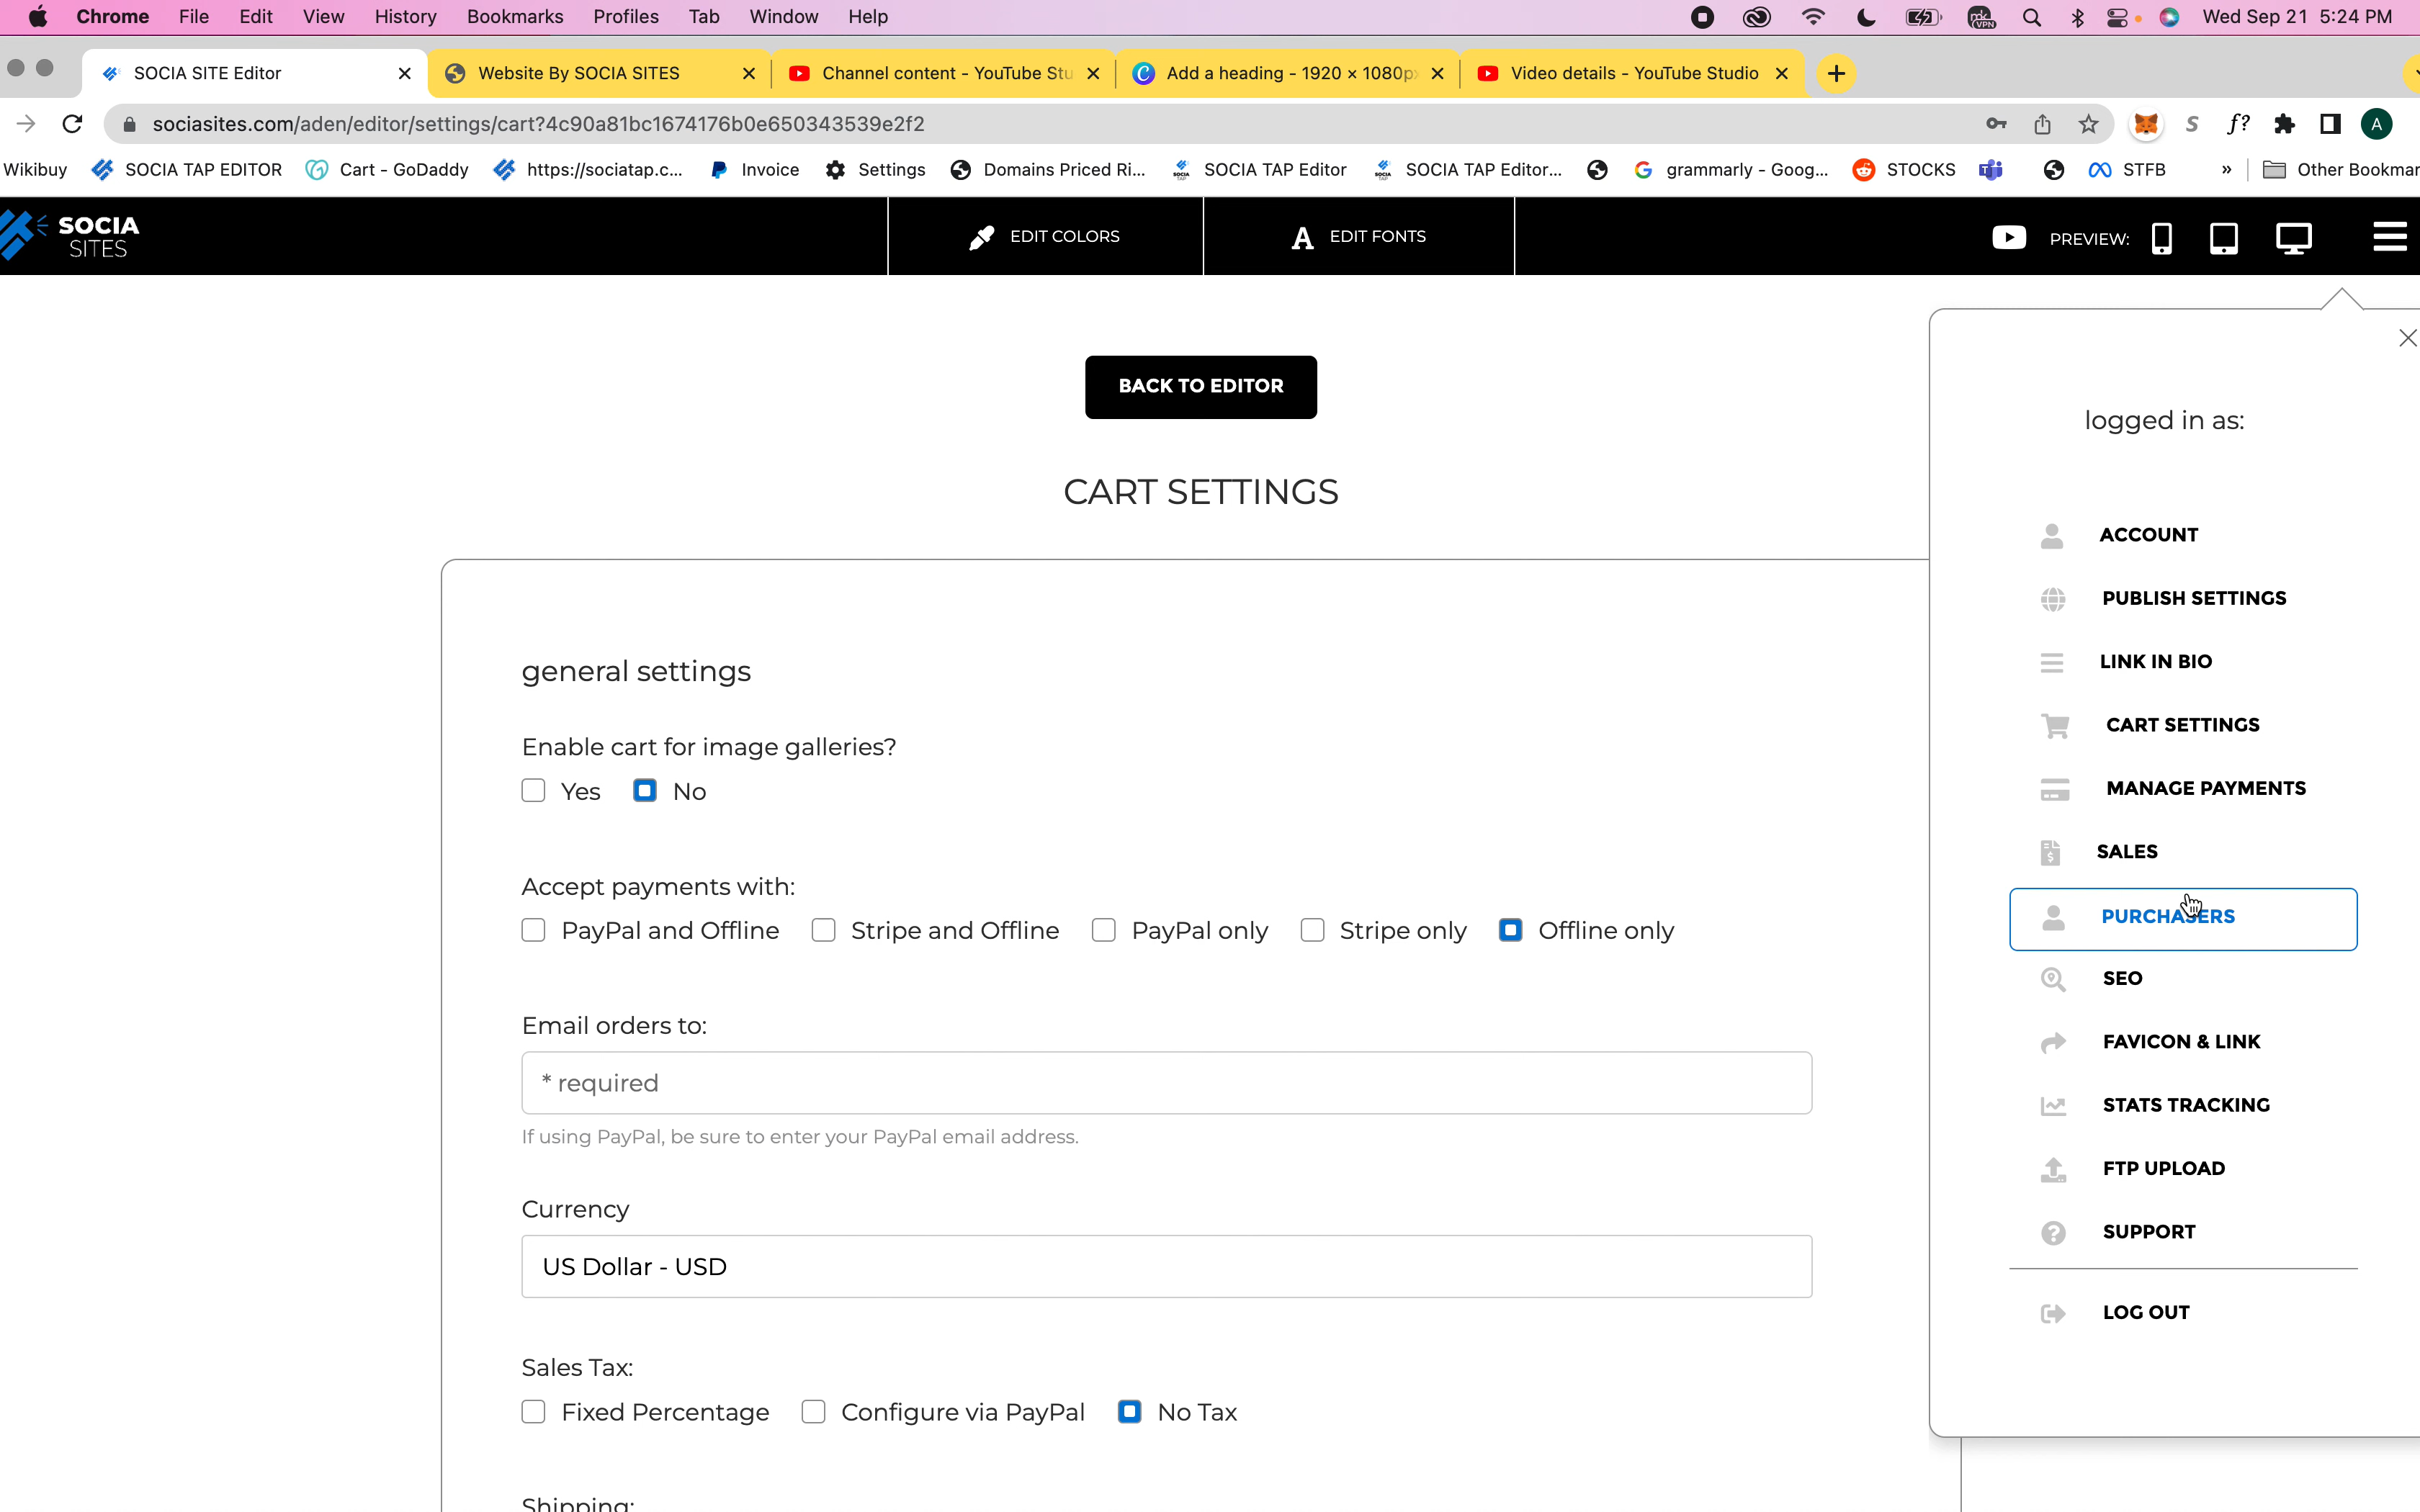 Chrome File Edit View History Bookmarks Profiles Tab Window Help Wed Sep 21 5:24 PM
SOCIA SITE Editor Website By SOCIA SITES Channel content - YouTube Stu Add a heading - 1920 × 1080p Video details - YouTube Studio
sociasites.com/aden/editor/settings/cart?4c90a81bc1674176b0e650343539e2f2
Wikibuy SOCIA TAP EDITOR Cart - GoDaddy https://sociatap.c... Invoice Settings Domains Priced Ri... SOCIA TAP Editor SOCIA TAP Editor... grammarly - Goog... STOCKS STFB » Other Bookmar
SOCIA
SITES
EDIT COLORS
EDIT FONTS
PREVIEW:
BACK TO EDITOR
CART SETTINGS
general settings
Enable cart for image galleries?
Yes No
Accept payments with:
PayPal and Offline Stripe and Offline PayPal only Stripe only Offline only
Email orders to:
* required
If using PayPal, be sure to enter your PayPal email address.
Currency
US Dollar - USD
Sales Tax:
Fixed Percentage Configure via PayPal No Tax
Shipping:
logged in as:
ACCOUNT
PUBLISH SETTINGS
LINK IN BIO
CART SETTINGS
MANAGE PAYMENTS
SALES
PURCHASERS
SEO
FAVICON & LINK
STATS TRACKING
FTP UPLOAD
SUPPORT
LOG OUT